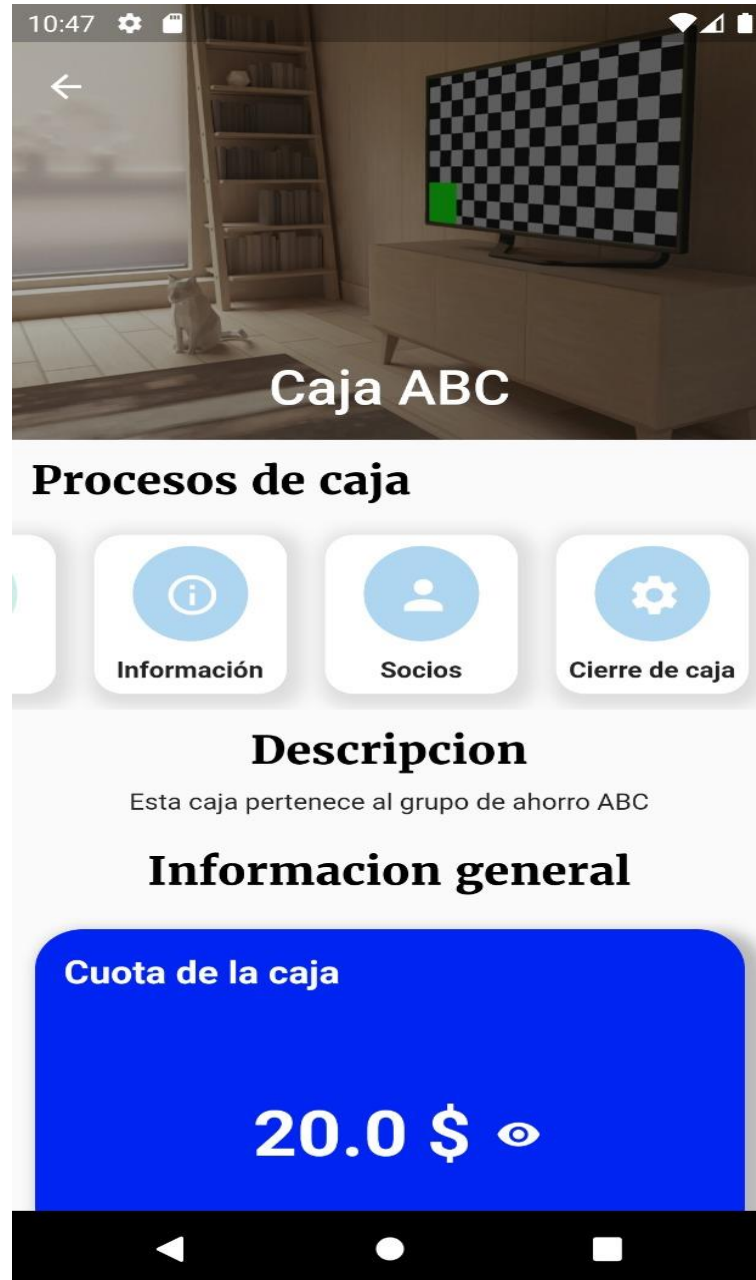 10:47
Caja ABC
Procesos de caja
Información
Socios
Cierre de caja
Descripcion
Esta caja pertenece al grupo de ahorro ABC
Informacion general
Cuota de la caja
20.0 $